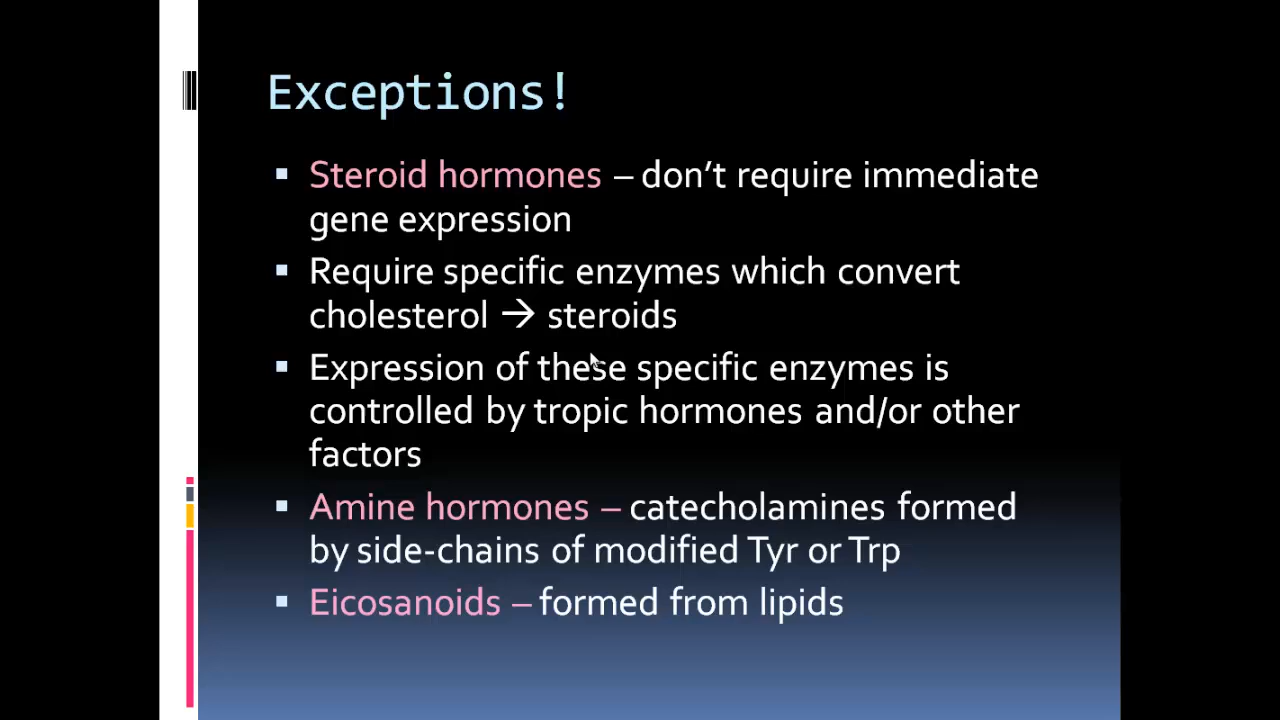 Exceptions!
▪ Steroid hormones – don't require immediate
gene expression
▪ Require specific enzymes which convert
cholesterol → steroids
▪ Expression of these specific enzymes is
controlled by tropic hormones and/or other
factors
▪ Amine hormones – catecholamines formed
by side-chains of modified Tyr or Trp
▪ Eicosanoids – formed from lipids